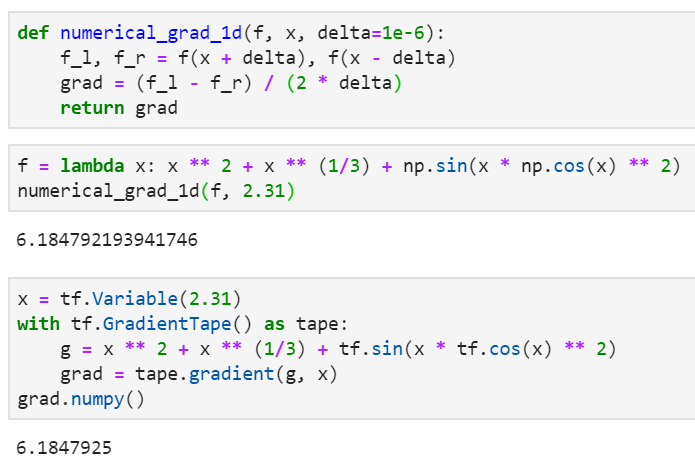 def numerical_grad_1d(f, x, delta=1e-6):
    f_l, f_r = f(x + delta), f(x - delta)
    grad = (f_l - f_r) / (2 * delta)
    return grad
f = lambda x: x ** 2 + x ** (1/3) + np.sin(x * np.cos(x) ** 2)
numerical_grad_1d(f, 2.31)
6.184792193941746
x = tf.Variable(2.31)
with tf.GradientTape() as tape:
    g = x ** 2 + x ** (1/3) + tf.sin(x * tf.cos(x) ** 2)
    grad = tape.gradient(g, x)
grad.numpy()
6.1847925